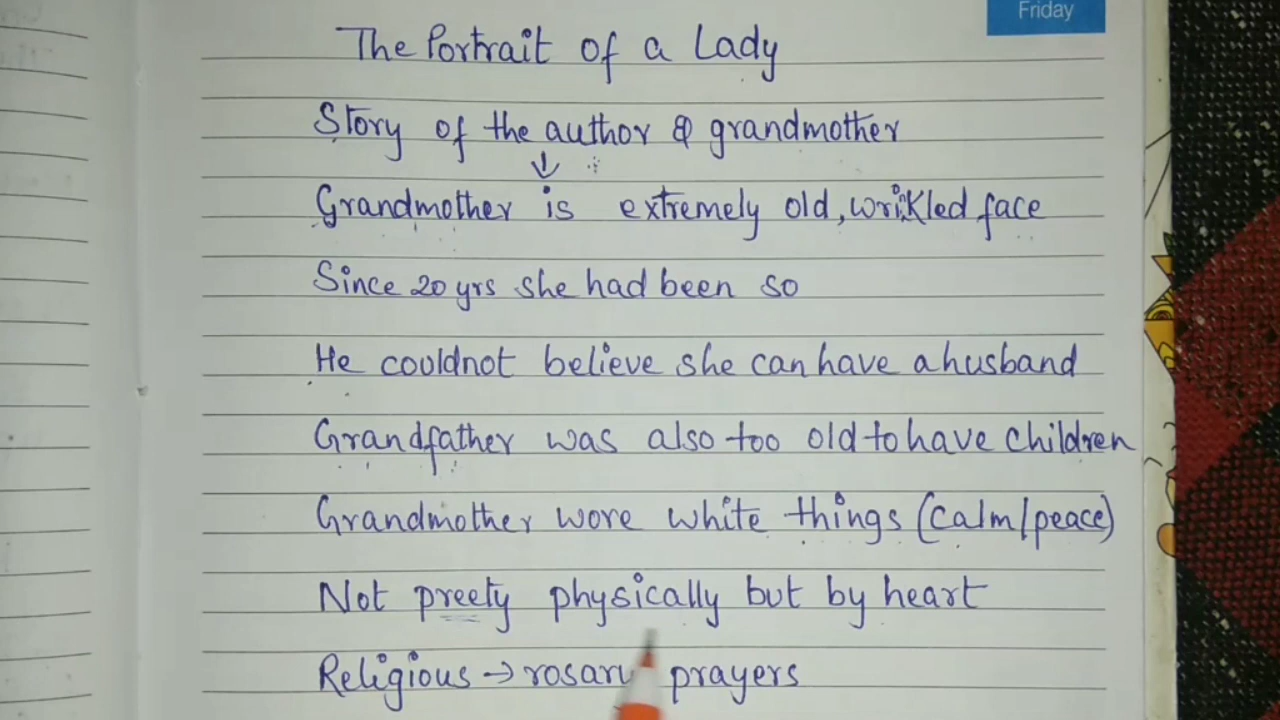 Friday
The Portrait of a Lady
Story of the author & grandmother
↓
Grandmother is extremely old, wrikled face
Since 20 yrs she had been so
He couldnot believe she can have a husband
Grandfather was also too old to have children
Grandmother wore white things (calm/peace)
Not preety physically but by heart
Religious → rosary prayers